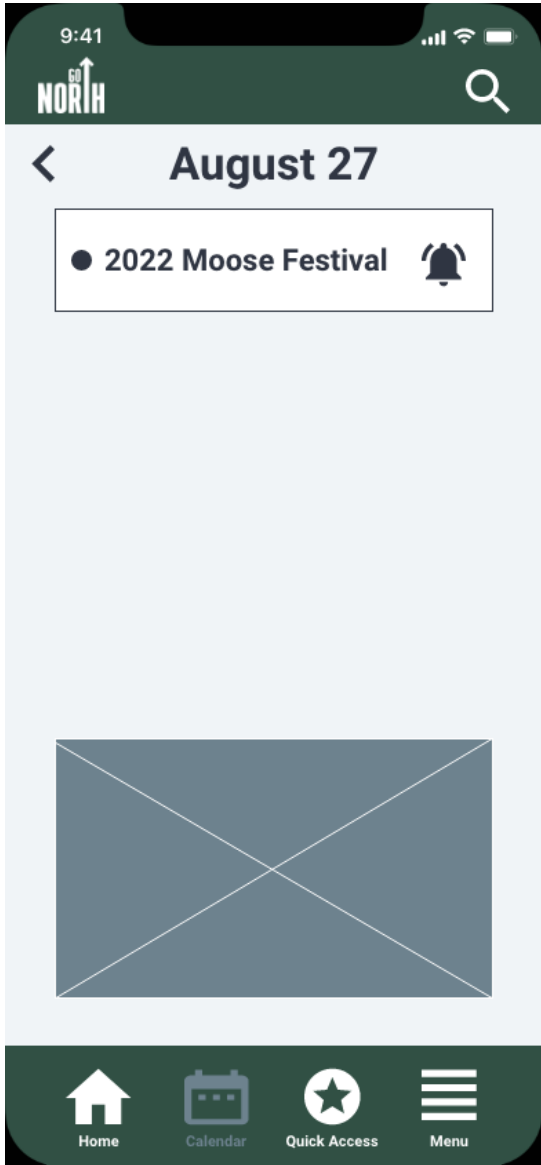 9:41
GO
NORTH
August 27
2022 Moose Festival
Home
Calendar
Quick Access
Menu